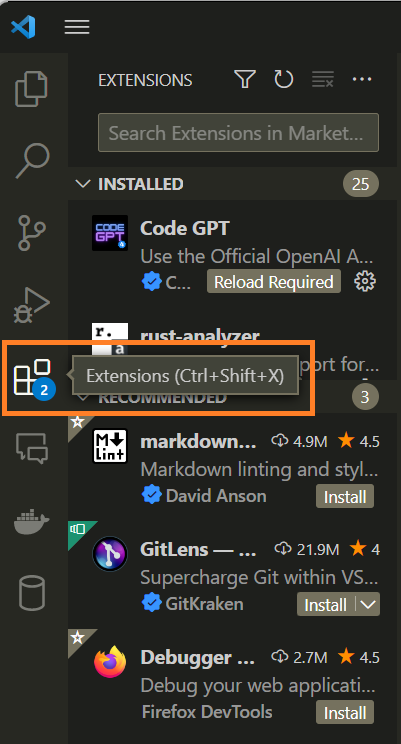 EXTENSIONS
Search Extensions in Market...
INSTALLED
25
CODE
GPT
Code GPT
Use the Official OpenAI A...
C...
Reload Required
r.
a
rust-analyzer
port for...
2
Extensions (Ctrl+Shift+X)
RECOMMENDED
3
M
Lint
markdown...
4.9M
4.5
Markdown linting and styl...
David Anson
Install
GitLens — ...
21.9M
4
Supercharge Git within VS...
GitKraken
Install
Debugger ...
2.7M
4.5
Debug your web applicati...
Firefox DevTools
Install